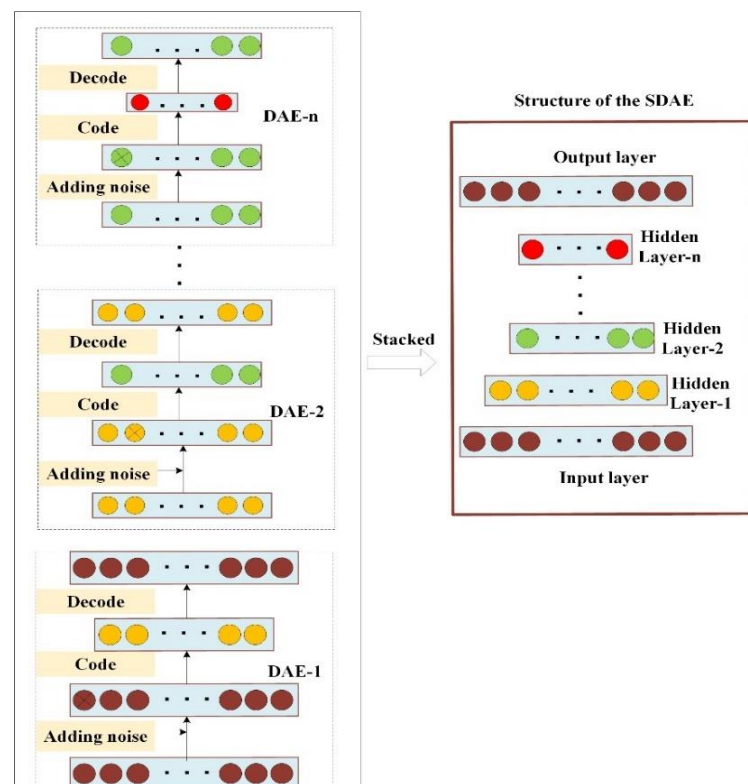 Decode
Code
DAE-n
Adding noise
Decode
Code
DAE-2
Adding noise
Decode
Code
DAE-1
Adding noise
Stacked
Structure of the SDAE
Output layer
Hidden
Layer-n
Hidden
Layer-2
Hidden
Layer-1
Input layer